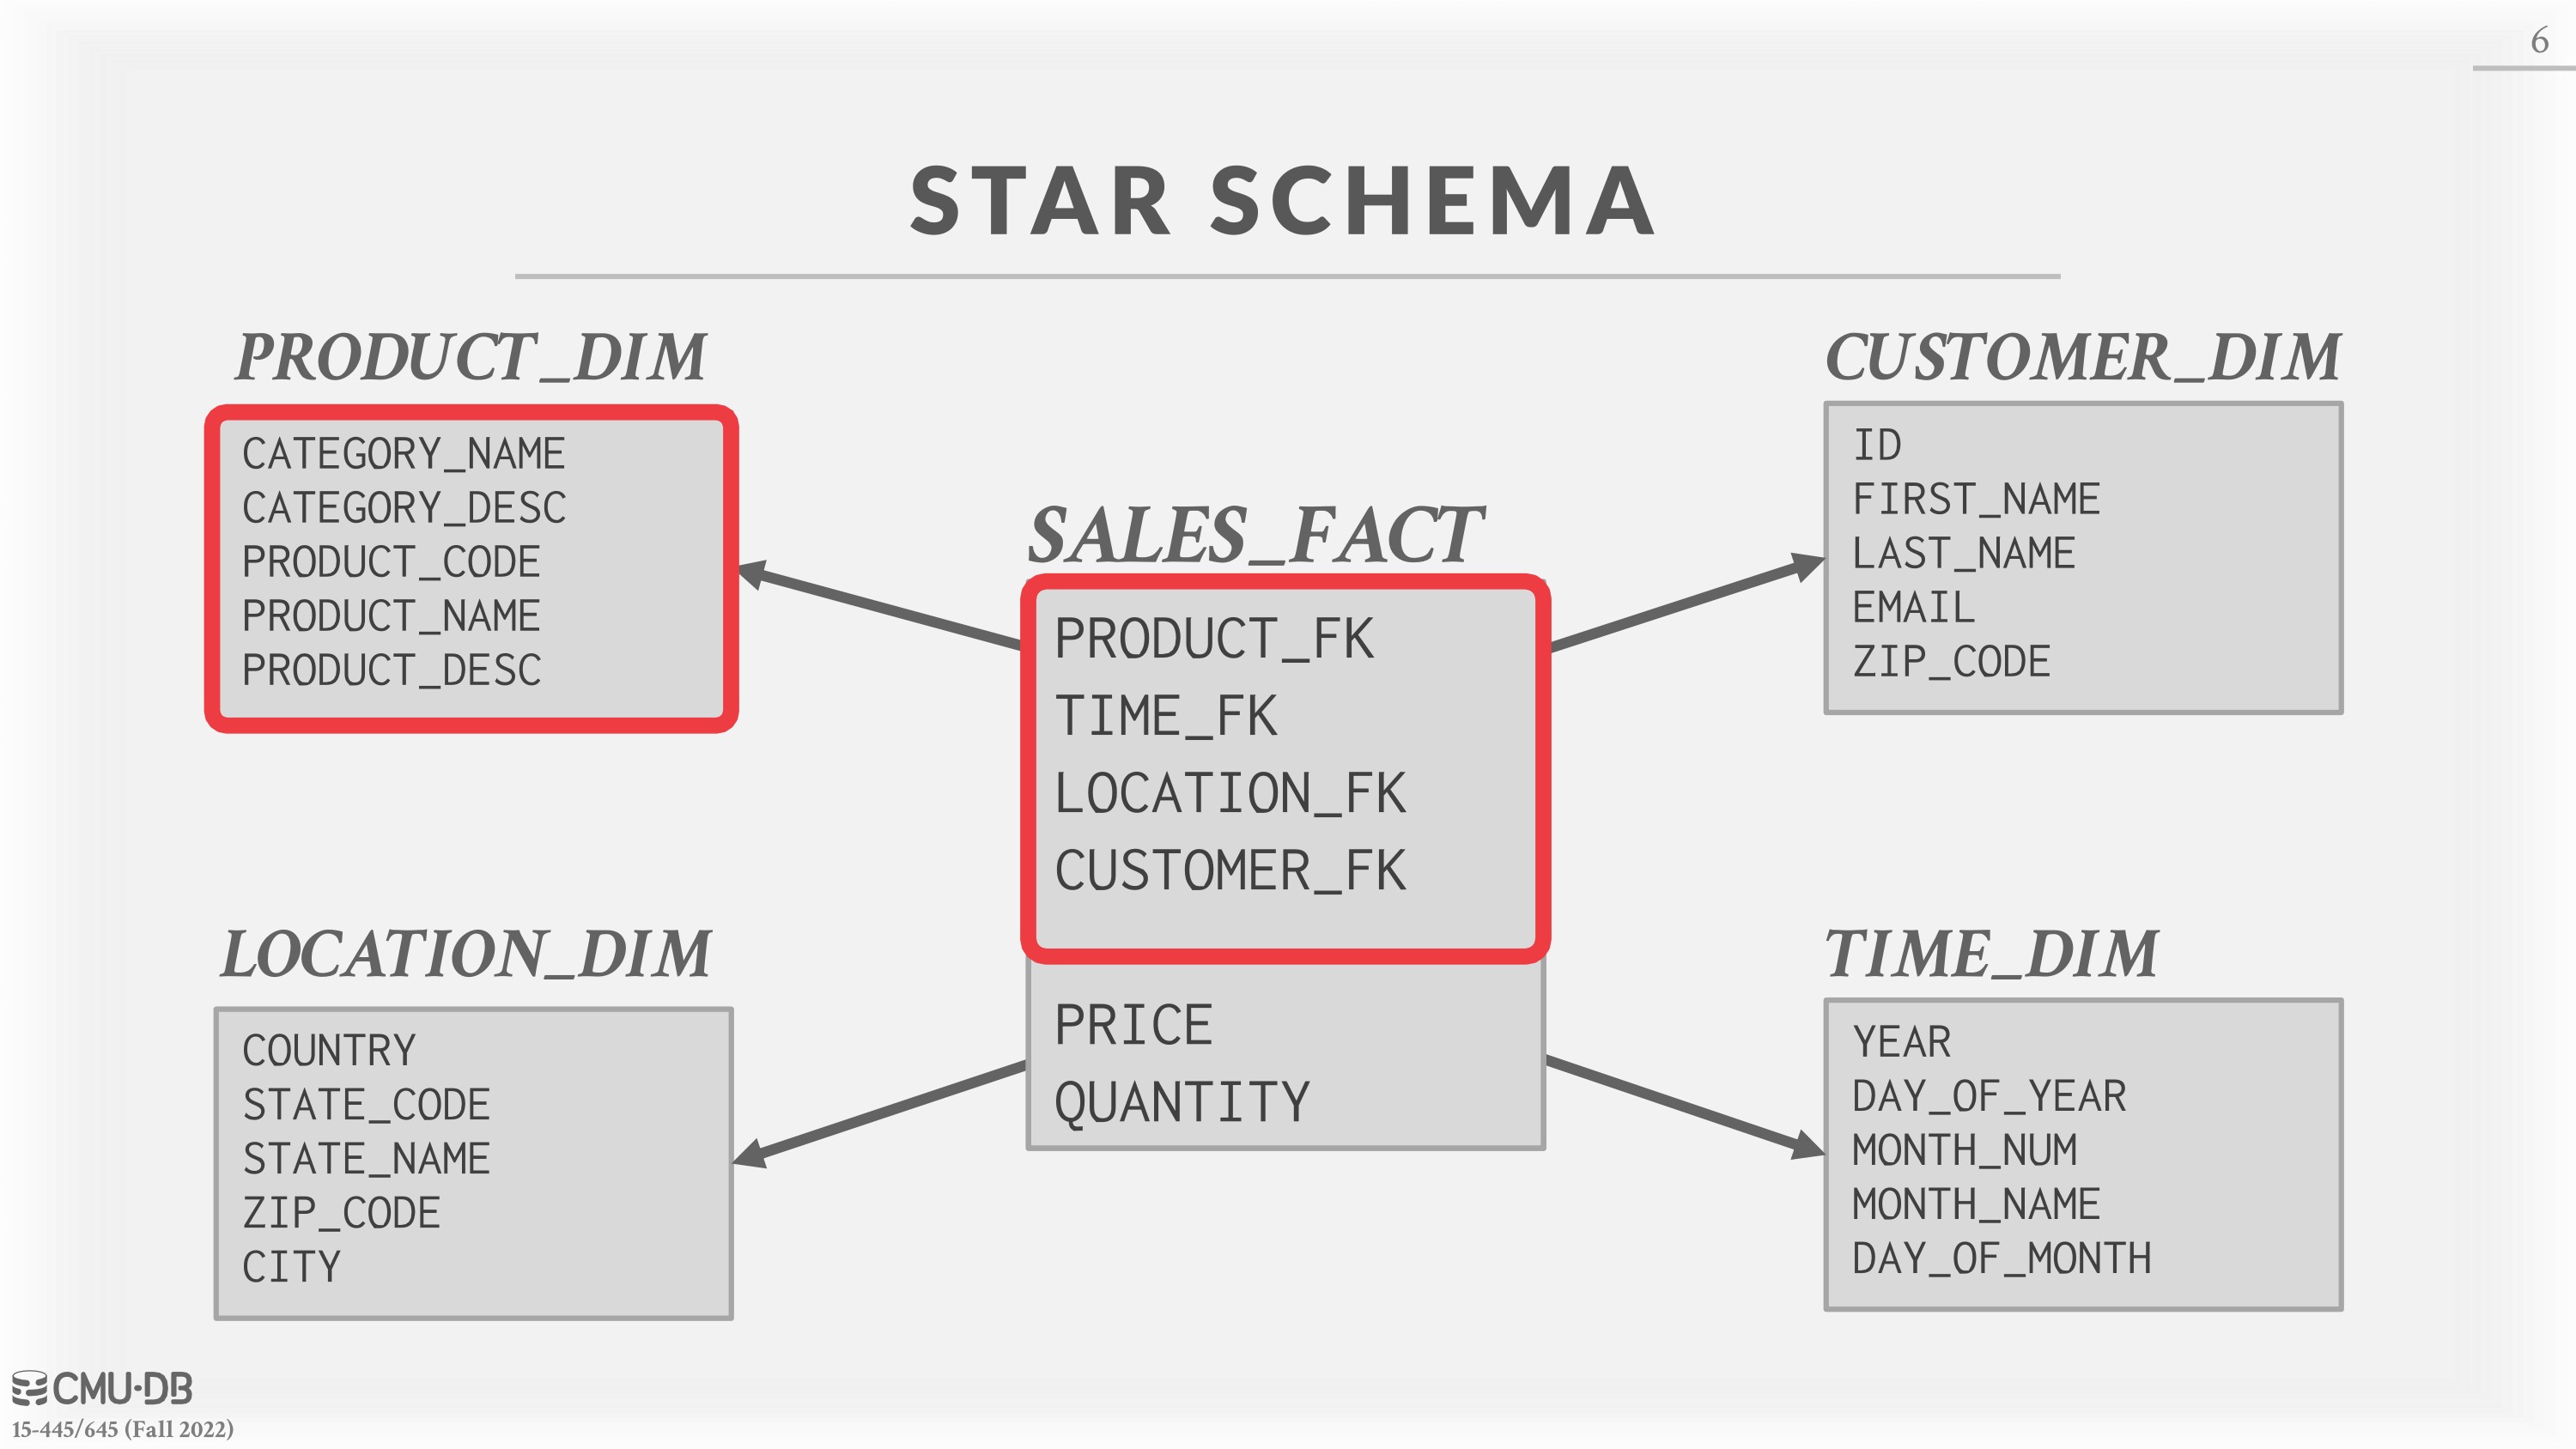 6
STAR SCHEMA
PRODUCT_DIM
CATEGORY_NAME
CATEGORY_DESC
PRODUCT_CODE
PRODUCT_NAME
PRODUCT_DESC
CUSTOMER_DIM
ID
FIRST_NAME
LAST_NAME
EMAIL
ZIP_CODE
SALES_FACT
PRODUCT_FK
TIME_FK
LOCATION_FK
CUSTOMER_FK
PRICE
QUANTITY
LOCATION_DIM
COUNTRY
STATE_CODE
STATE_NAME
ZIP_CODE
CITY
TIME_DIM
YEAR
DAY_OF_YEAR
MONTH_NUM
MONTH_NAME
DAY_OF_MONTH
CMU·DB
15-445/645 (Fall 2022)